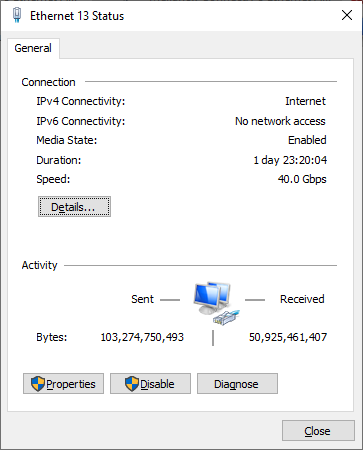 Ethernet 13 Status
General
Connection
IPv4 Connectivity: Internet
IPv6 Connectivity: No network access
Media State: Enabled
Duration: 1 day 23:20:04
Speed: 40.0 Gbps
Details...
Activity
Sent Received
Bytes: 103,274,750,493 50,925,461,407
Properties Disable Diagnose
Close